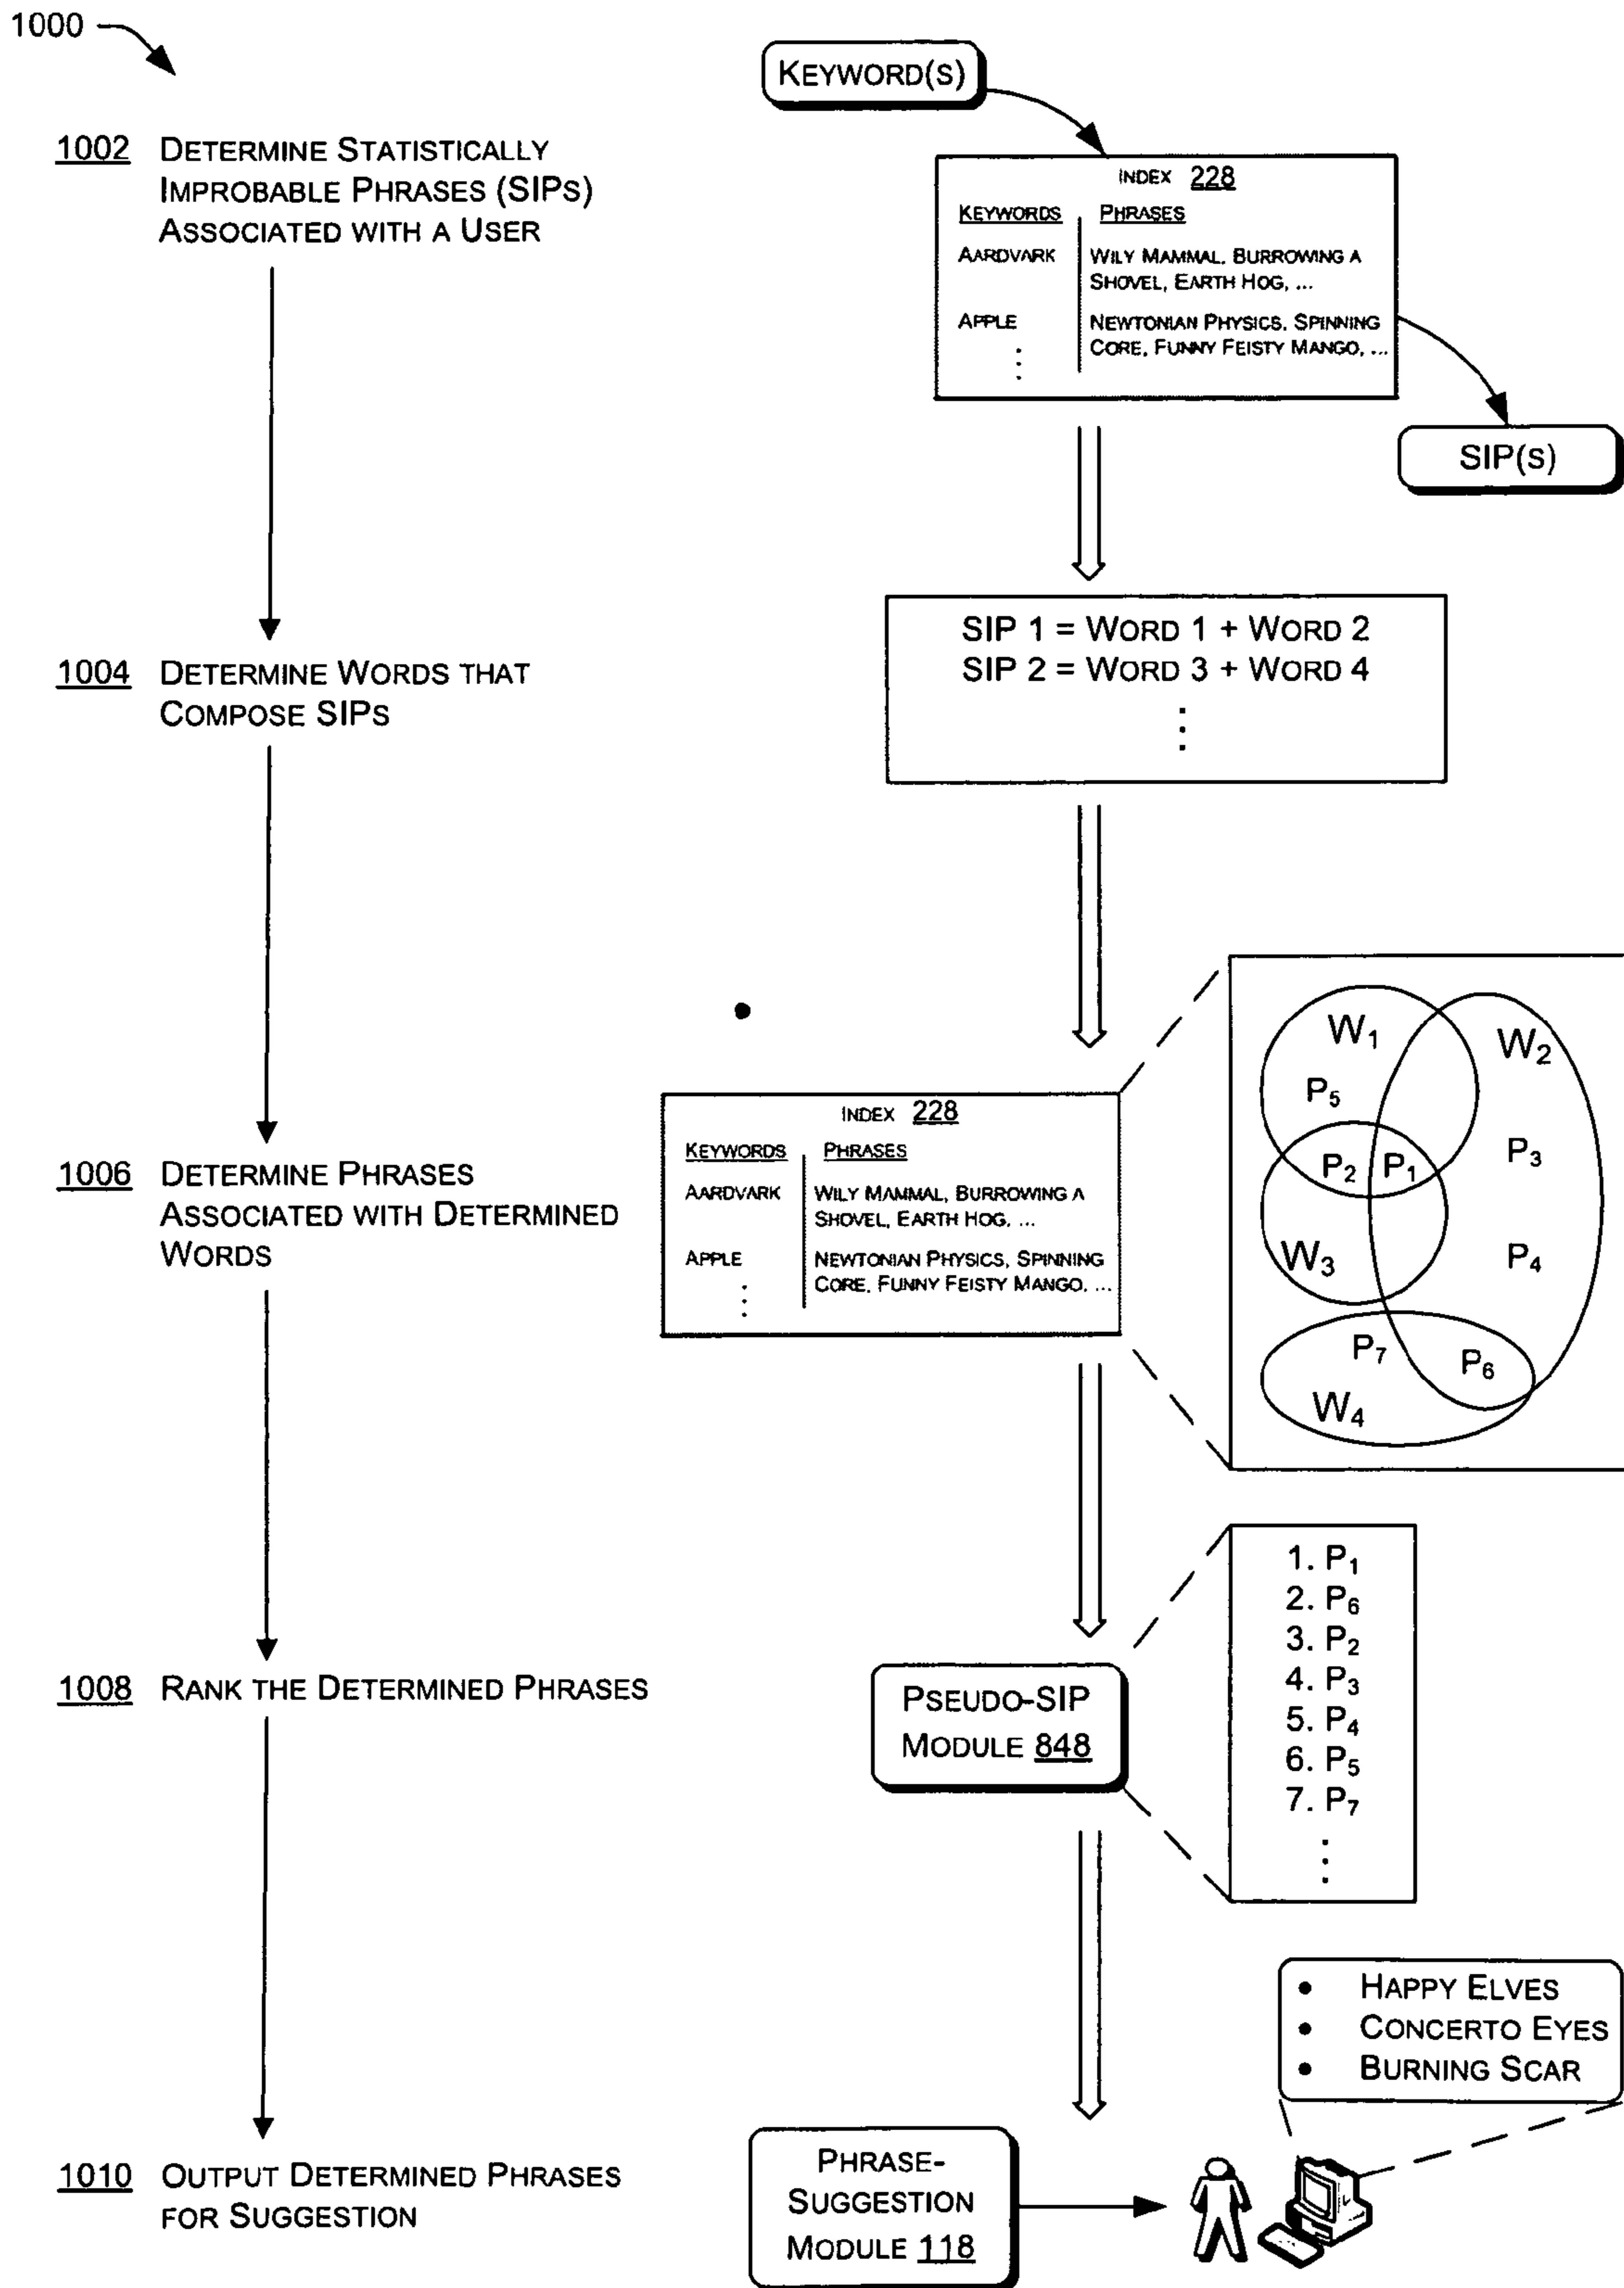 1000
KEYWORD(S)
1002 DETERMINE STATISTICALLY
IMPROBABLE PHRASES (SIPS)
ASSOCIATED WITH A USER
INDEX 228
KEYWORDS PHRASES
AARDVARK WILY MAMMAL, BURROWING A
SHOVEL, EARTH HOG, ...
APPLE NEWTONIAN PHYSICS, SPINNING
CORE, FUNNY FEISTY MANGO, ...
SIP(S)
SIP 1 = WORD 1 + WORD 2
SIP 2 = WORD 3 + WORD 4
1004 DETERMINE WORDS THAT
COMPOSE SIPS
1006 DETERMINE PHRASES
ASSOCIATED WITH DETERMINED
WORDS
INDEX 228
KEYWORDS PHRASES
AARDVARK WILY MAMMAL, BURROWING A
SHOVEL, EARTH HOG, ...
APPLE NEWTONIAN PHYSICS, SPINNING
CORE, FUNNY FEISTY MANGO, ...
W1 W2
P5
P2 P1 P3
W3 P4
P7 P6
W4
1008 RANK THE DETERMINED PHRASES
PSEUDO-SIP
MODULE 848
1. P1
2. P6
3. P2
4. P3
5. P4
6. P5
7. P7
• HAPPY ELVES
• CONCERTO EYES
• BURNING SCAR
1010 OUTPUT DETERMINED PHRASES
FOR SUGGESTION
PHRASE-
SUGGESTION
MODULE 118